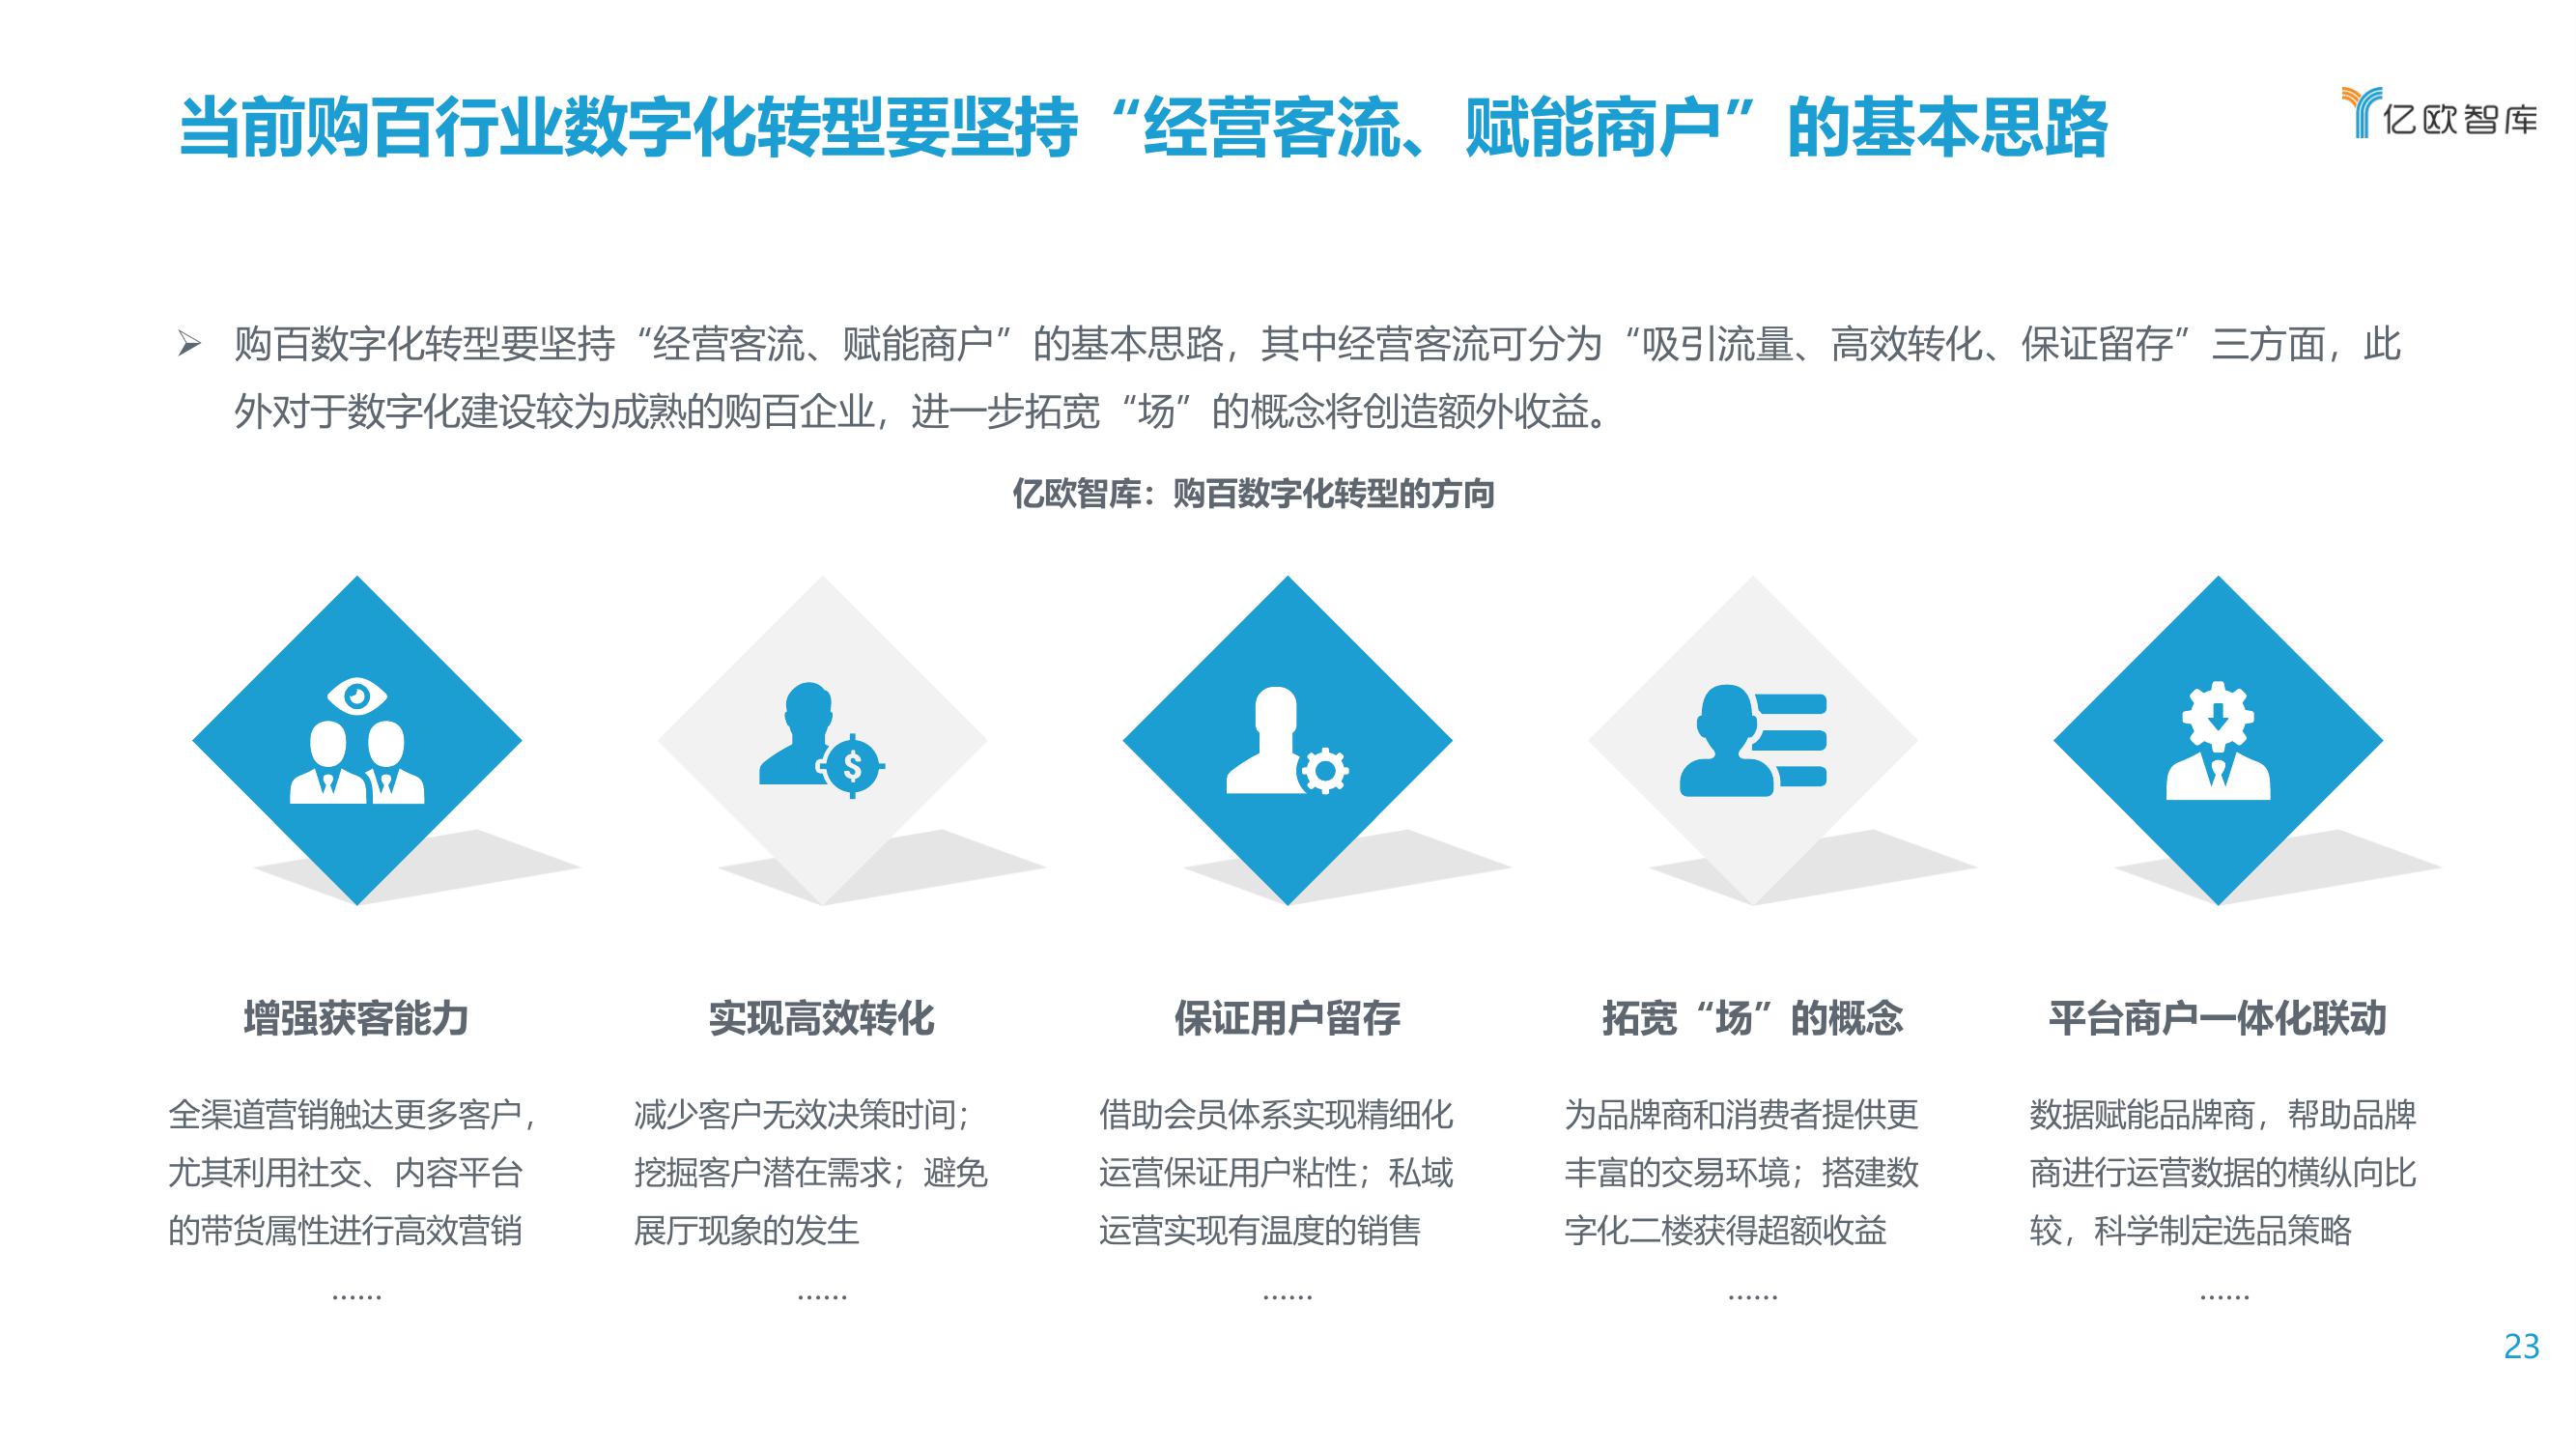 当前购百行业数字化转型要坚持“经营客流、赋能商户”的基本思路
亿欧智库
➢ 购百数字化转型要坚持“经营客流、赋能商户”的基本思路，其中经营客流可分为“吸引流量、高效转化、保证留存”三方面，此
外对于数字化建设较为成熟的购百企业，进一步拓宽“场”的概念将创造额外收益。
亿欧智库：购百数字化转型的方向
$
增强获客能力
全渠道营销触达更多客户，
尤其利用社交、内容平台
的带货属性进行高效营销
……
实现高效转化
减少客户无效决策时间；
挖掘客户潜在需求；避免
展厅现象的发生
……
保证用户留存
借助会员体系实现精细化
运营保证用户粘性；私域
运营实现有温度的销售
……
拓宽“场”的概念
为品牌商和消费者提供更
丰富的交易环境；搭建数
字化二楼获得超额收益
……
平台商户一体化联动
数据赋能品牌商，帮助品牌
商进行运营数据的横纵向比
较，科学制定选品策略
……
23